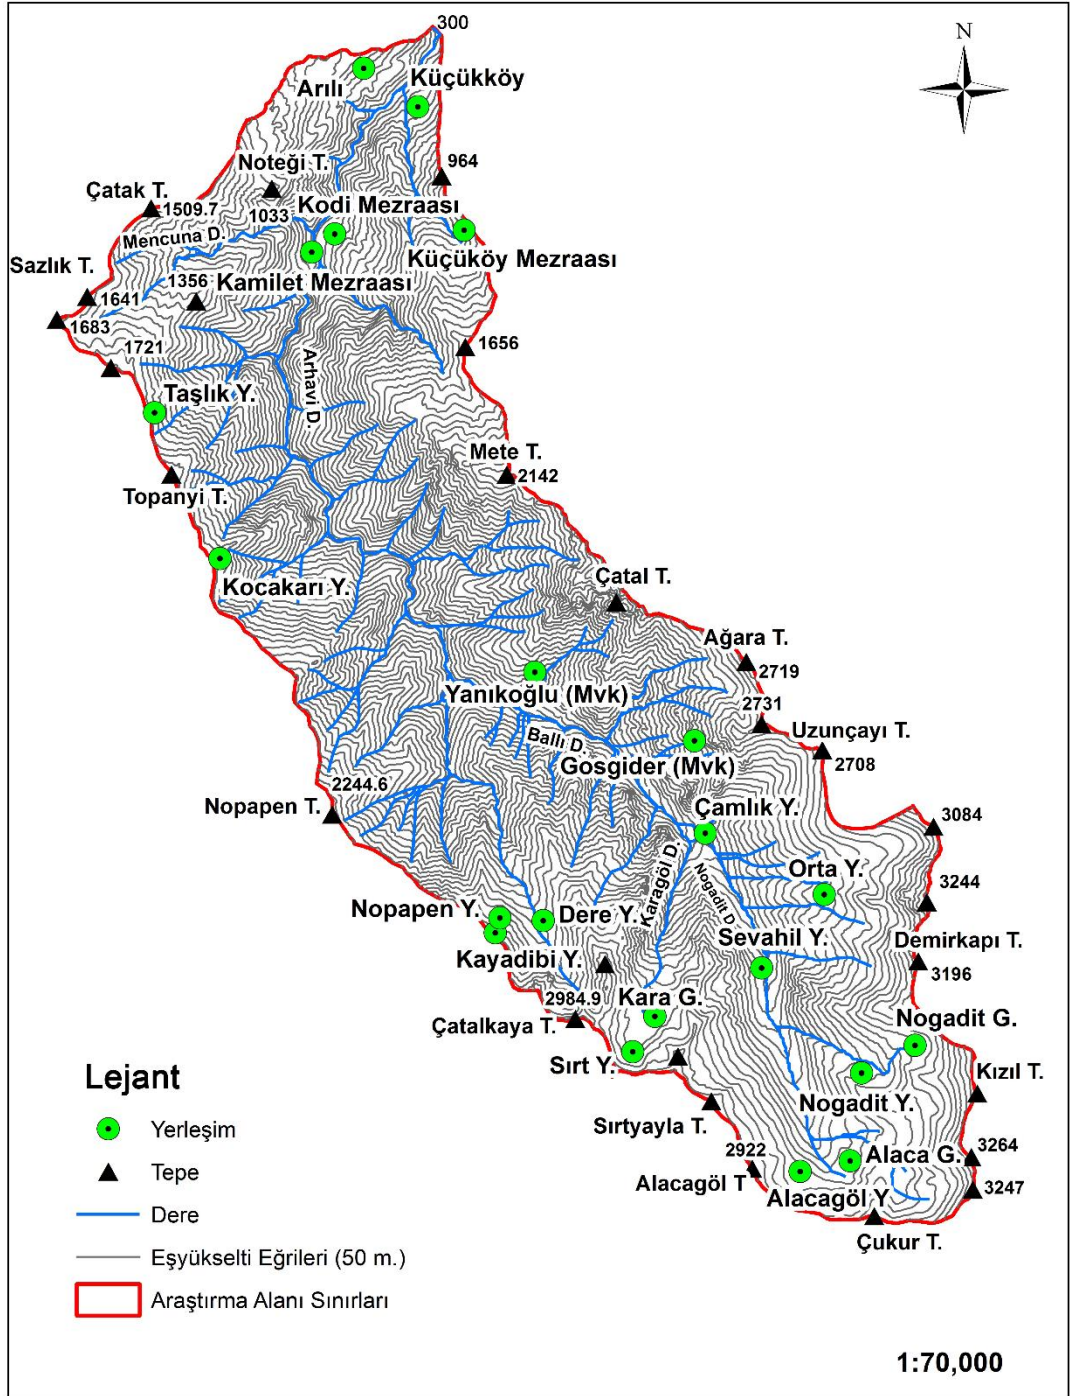 300
N
Arılı
Küçükköy
964
Noteği T.
Çatak T.
1509.7
1033
Kodi Mezraası
Mencuna D.
Küçüköy Mezraası
Sazlık T.
1641
1356
Kamilet Mezraası
1683
1721
1656
Arhavi D.
Taşlık Y.
Mete T.
2142
Topanyi T.
Kocakarı Y.
Çatal T.
Ağara T.
2719
Yanıkoğlu (Mvk)
2731
Uzunçayı T.
2708
Ballı D.
Gosgider (Mvk)
2244.6
Nopapen T.
Çamlık Y.
3084
Karagöl D.
Nogadit D.
Orta Y.
3244
Nopapen Y.
Dere Y.
Sevahil Y.
Demirkapı T.
3196
Kayadibi Y.
2984.9
Kara G.
Çatalkaya T.
Nogadit G.
Sırt Y.
Kızıl T.
Nogadit Y.
Sırtyayla T.
2922
Alaca G.
3264
Alacagöl T
Alacagöl Y
3247
Çukur T.
Lejant
Yerleşim
Tepe
Dere
Eşyükselti Eğrileri (50 m.)
Araştırma Alanı Sınırları
1:70,000